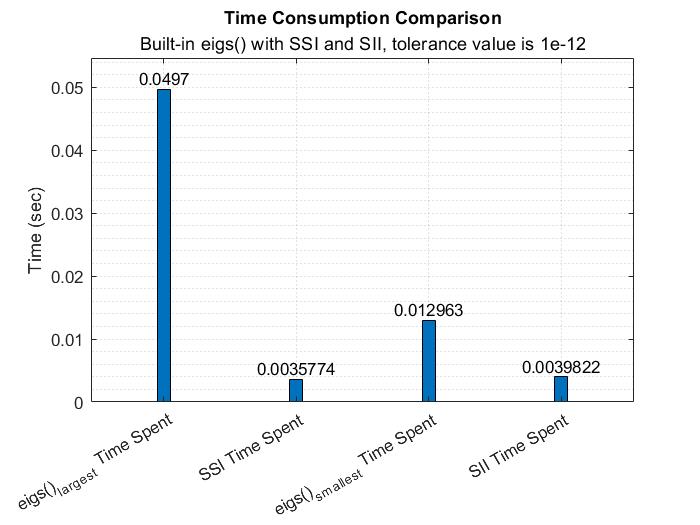 Time Consumption Comparison
Built-in eigs() with SSI and SII, tolerance value is 1e-12
0.05
0.04
0.03
0.02
0.01
0
Time (sec)
0.0497
0.0035774
0.012963
0.0039822
eigs()largest Time Spent
SSI Time Spent
eigs()smallest Time Spent
SII Time Spent